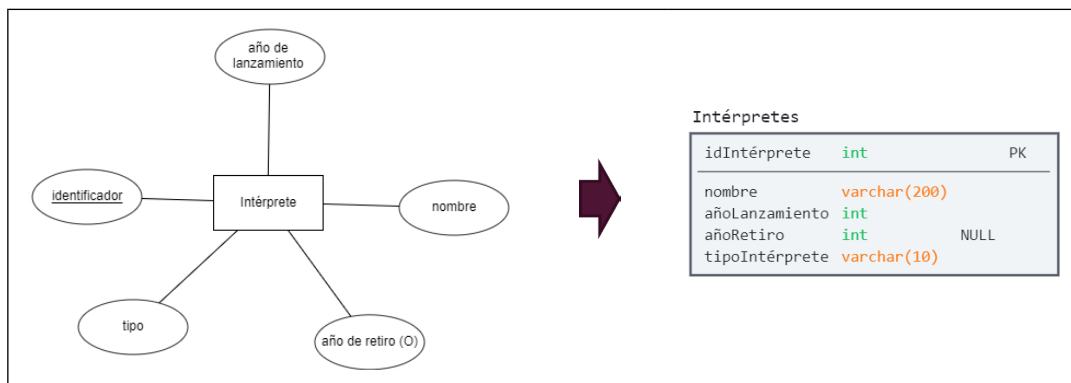 año de
lanzamiento
identificador
Intérprete
nombre
tipo
año de retiro (O)
Intérpretes
idIntérprete int PK
nombre varchar(200)
añoLanzamiento int
añoRetiro int NULL
tipoIntérprete varchar(10)